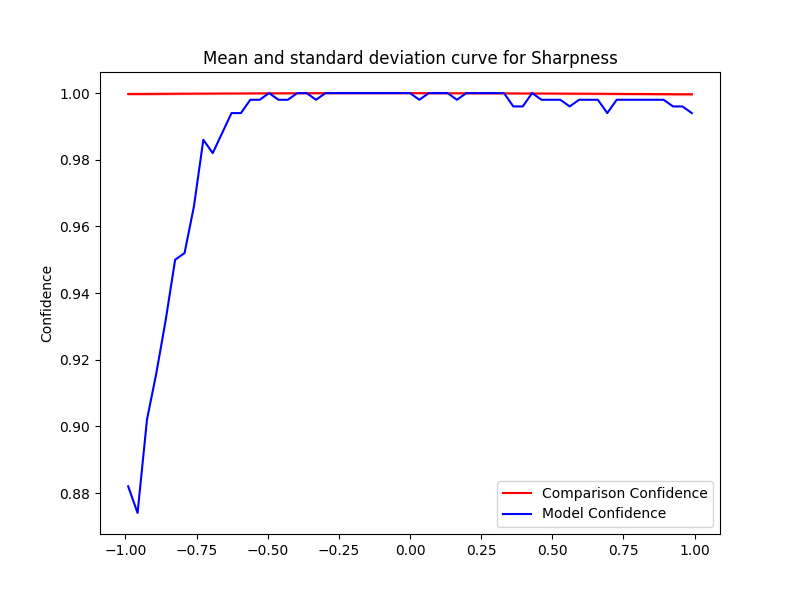 Mean and standard deviation curve for Sharpness
1.00
0.98
0.96
0.94
0.92
0.90
0.88
Confidence
Comparison Confidence
Model Confidence
−1.00 −0.75 −0.50 −0.25 0.00 0.25 0.50 0.75 1.00